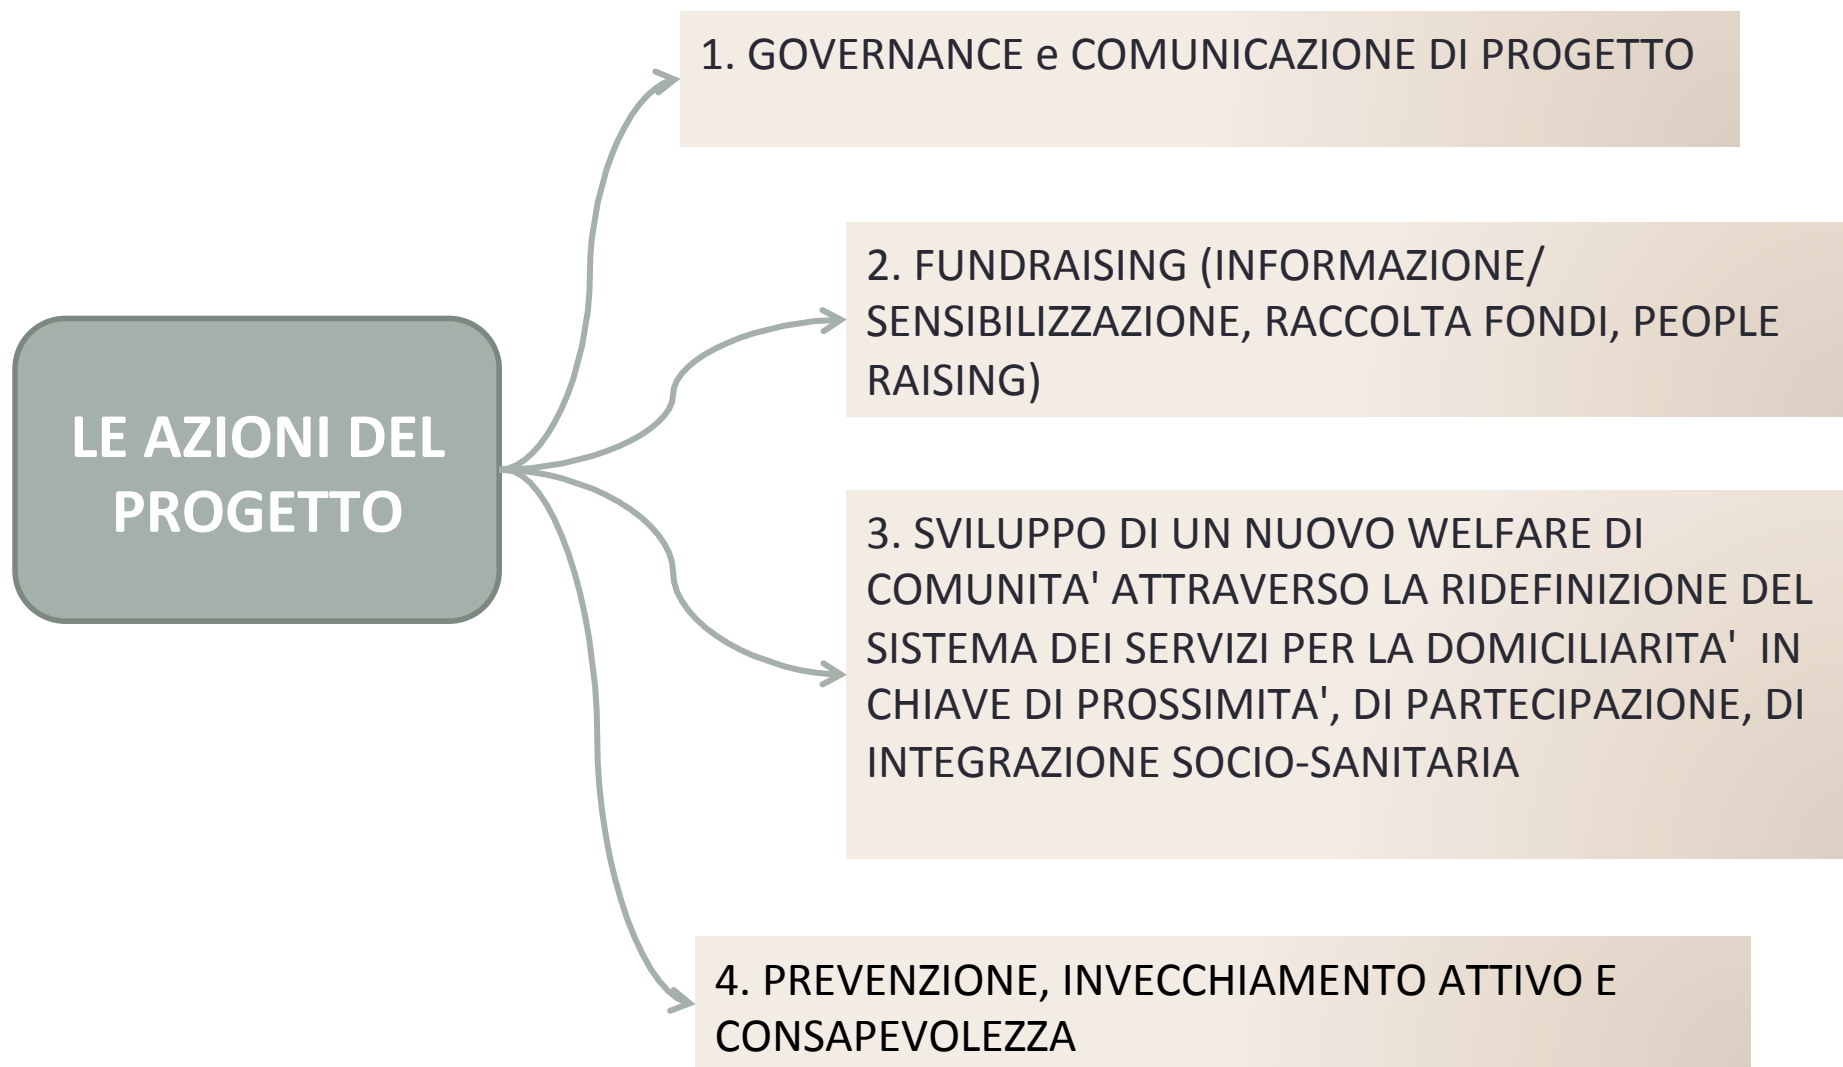 1. GOVERNANCE e COMUNICAZIONE DI PROGETTO
2. FUNDRAISING (INFORMAZIONE/
SENSIBILIZZAZIONE, RACCOLTA FONDI, PEOPLE
RAISING)
LE AZIONI DEL
PROGETTO
3. SVILUPPO DI UN NUOVO WELFARE DI
COMUNITA' ATTRAVERSO LA RIDEFINIZIONE DEL
SISTEMA DEI SERVIZI PER LA DOMICILIARITA'  IN
CHIAVE DI PROSSIMITA', DI PARTECIPAZIONE, DI
INTEGRAZIONE SOCIO-SANITARIA
4. PREVENZIONE, INVECCHIAMENTO ATTIVO E
CONSAPEVOLEZZA